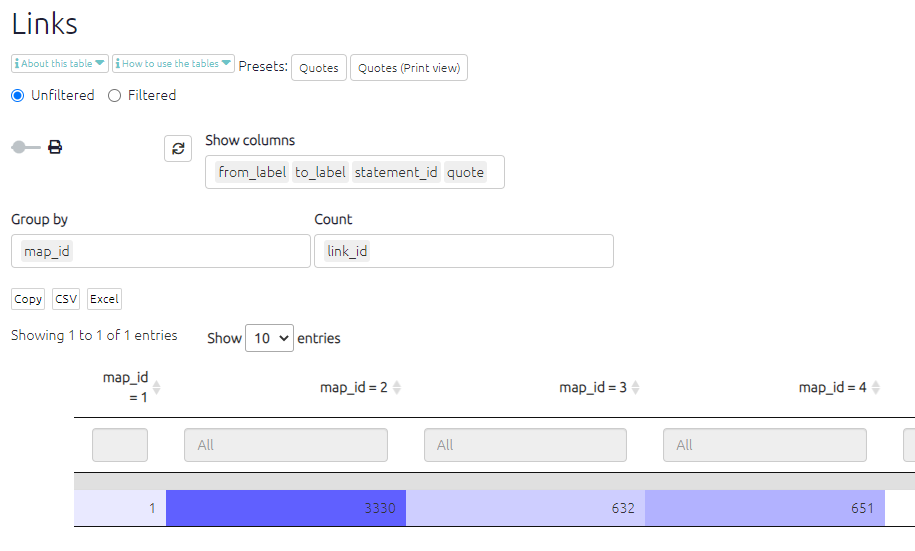 Links
About this table How to use the tables Presets: Quotes Quotes (Print view)
Unfiltered Filtered
Show columns
from_label to_label statement_id quote
Group by Count
map_id link_id
Copy CSV Excel
Showing 1 to 1 of 1 entries Show 10 entries
map_id = 1 map_id = 2 map_id = 3 map_id = 4
All All All
1 3330 632 651